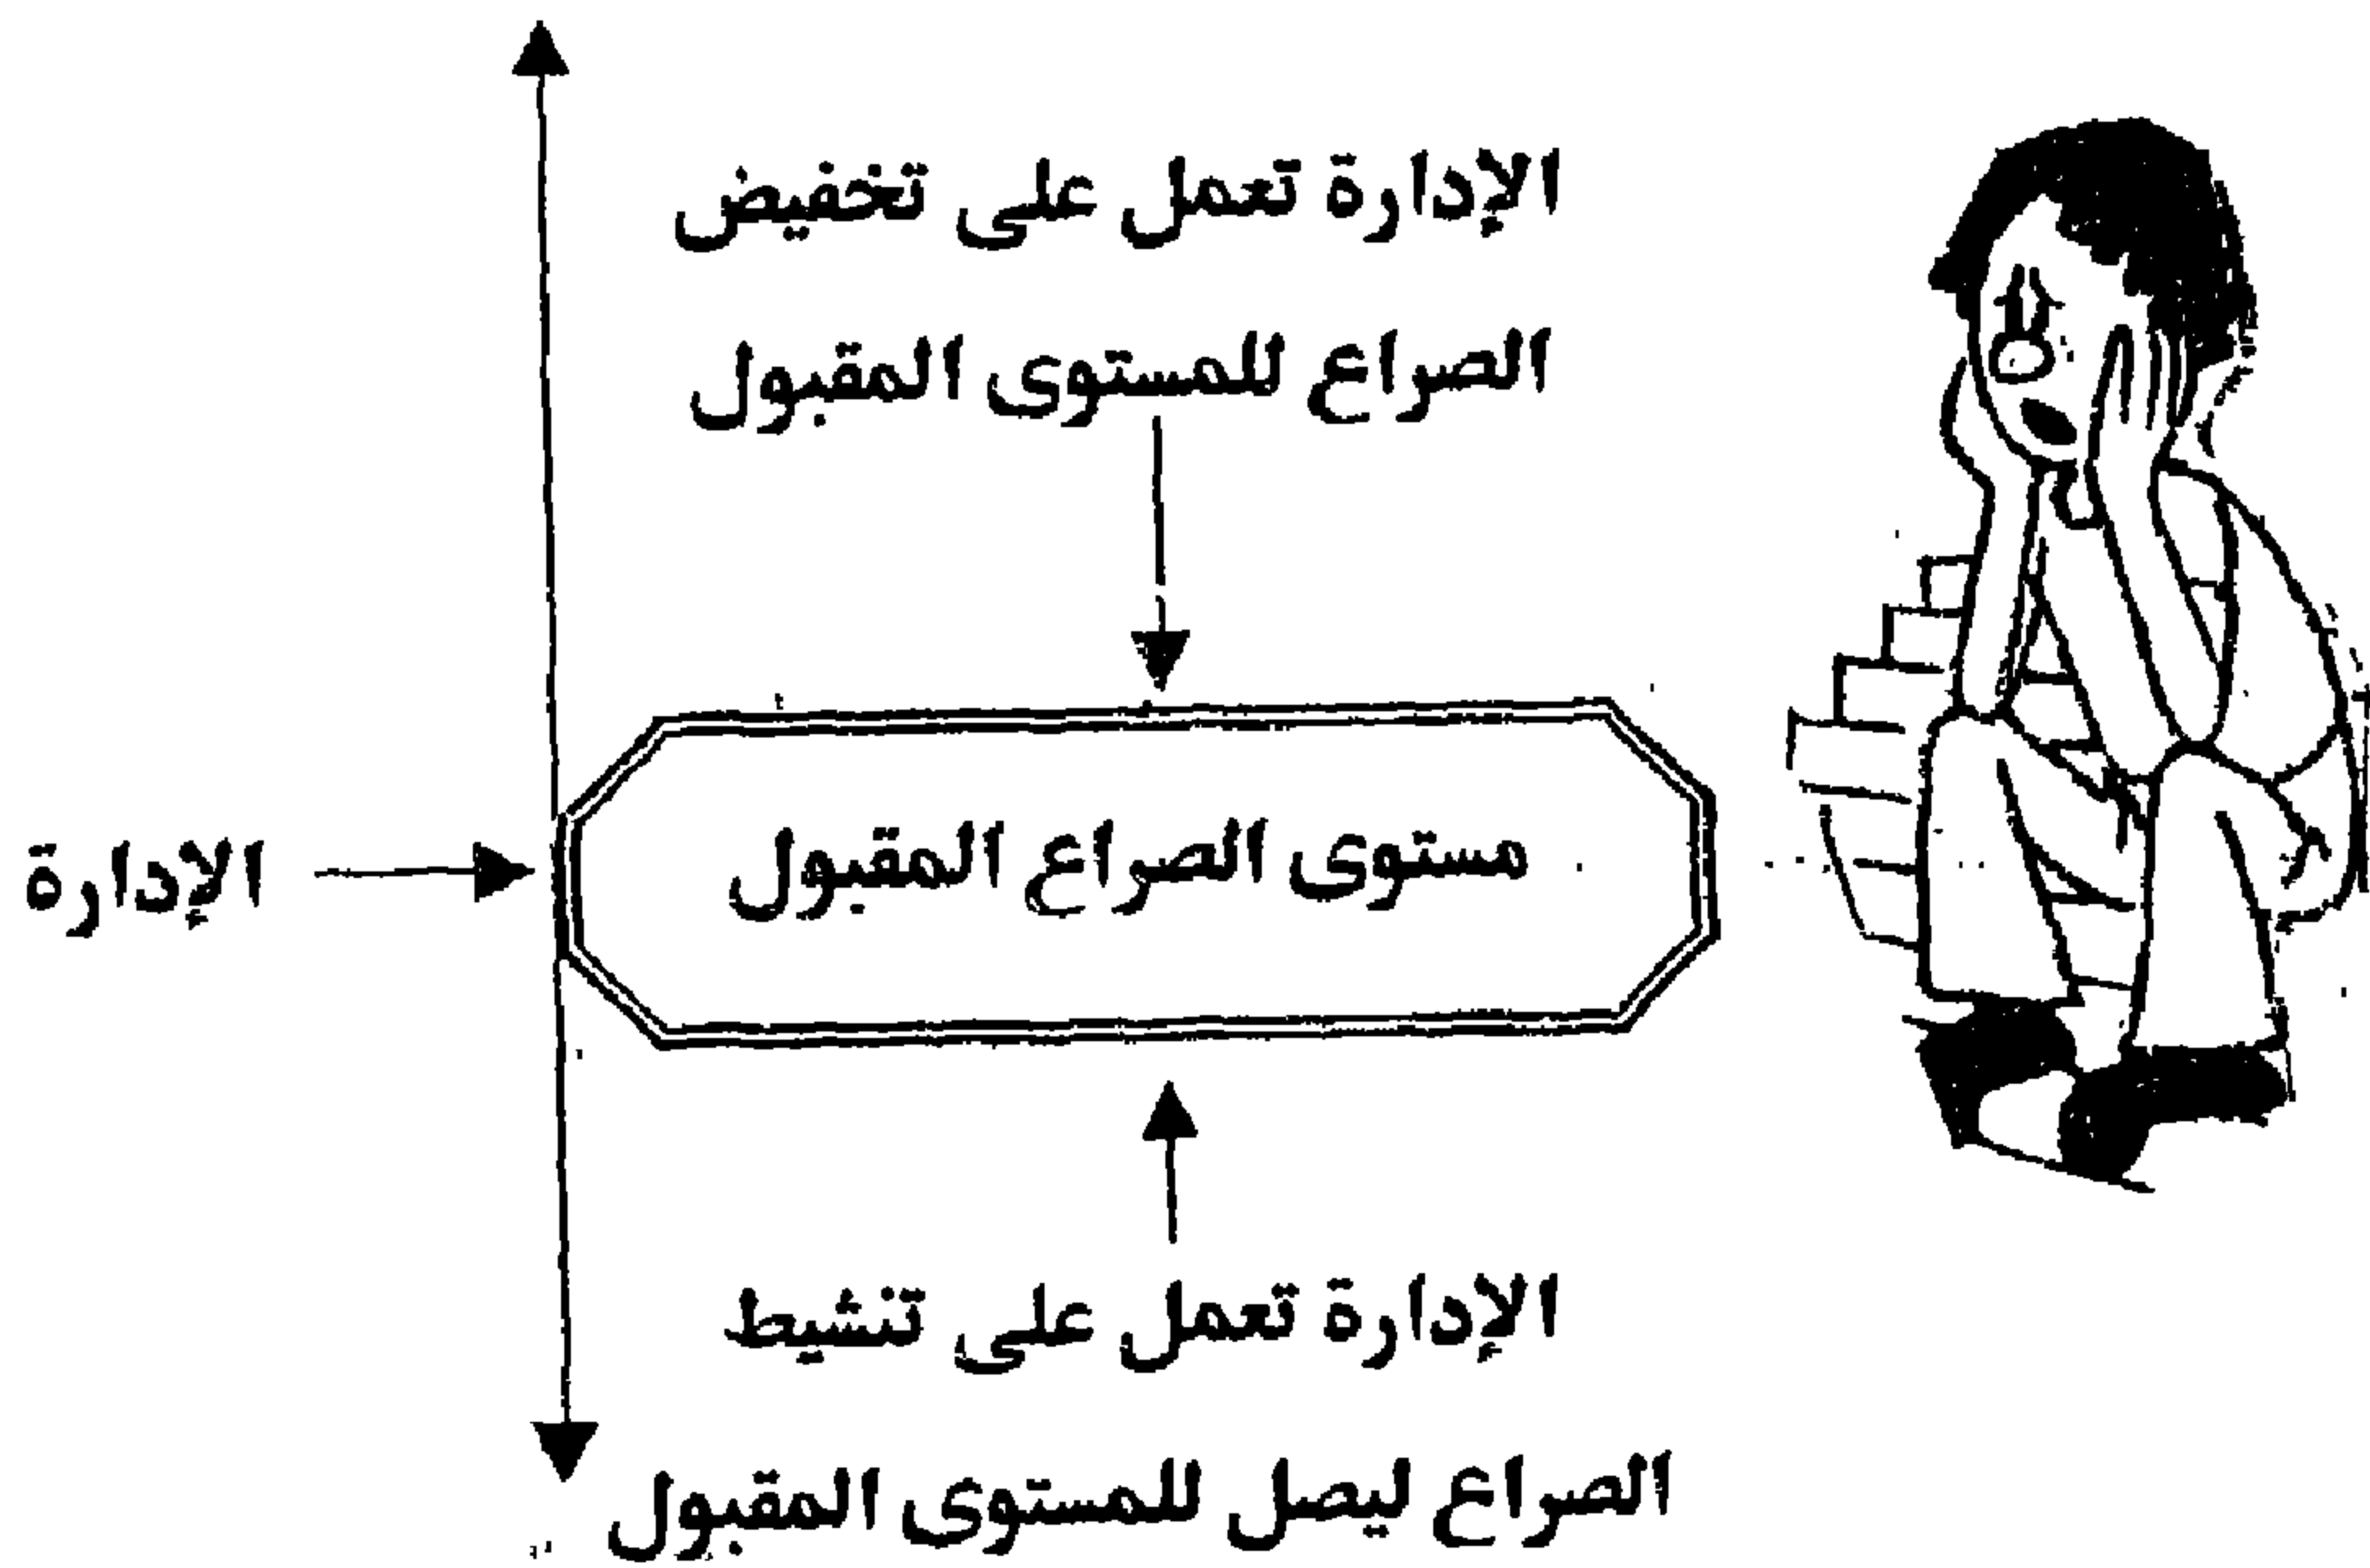 الإدارة تعمل على تخفيض
الصراع للمستوى المقبول
مستوى الصراع المقبول
الإدارة
الإدارة تعمل على تنشيط
الصراع ليصل للمستوى المقبول